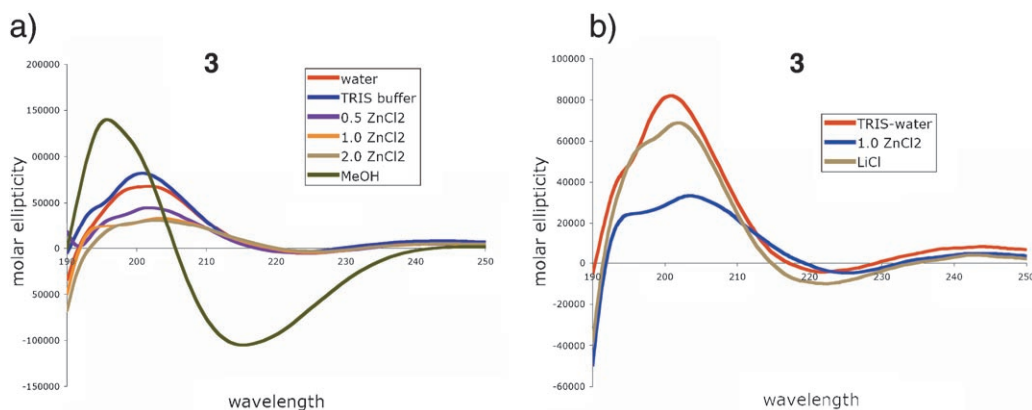 a)
3
200000
150000
00000
50000
0
50000
-100000
-150000
molar ellipticity
190 200 210 220 230 240 250
wavelength
water
TRIS buffer
0.5 ZnCl2
1.0 ZnCl2
2.0 ZnCl2
MeOH
b)
3
100000
80000
60000
40000
20000
0
-20000
-40000
-60000
molar ellipticity
190 200 210 220 230 240 250
wavelength
TRIS-water
1.0 ZnCl2
LiCl